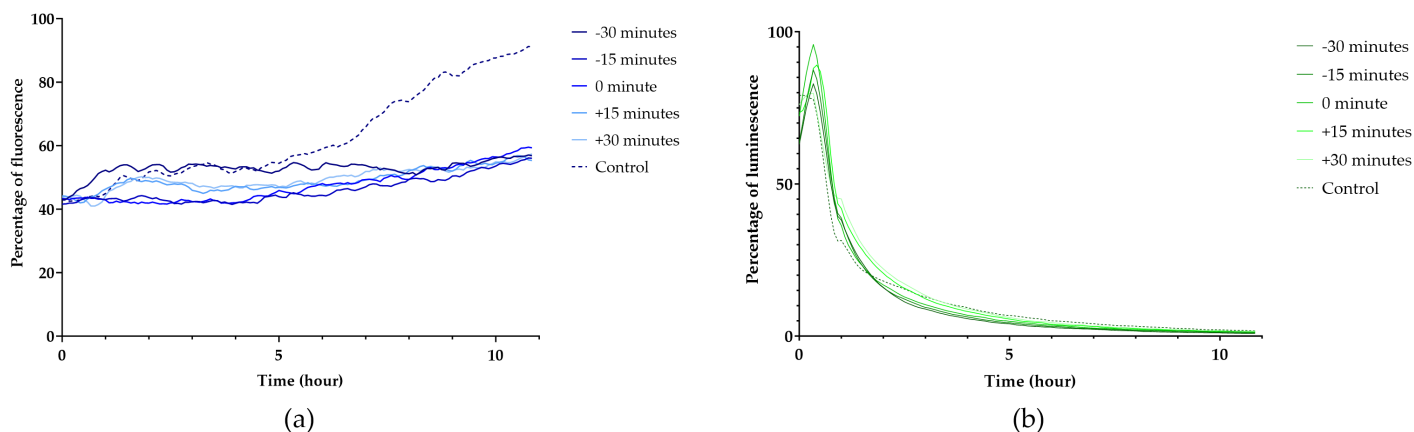 100
80
60
40
20
0
Percentage of fluorescence
0
5
10
Time (hour)
-30 minutes
-15 minutes
0 minute
+15 minutes
+30 minutes
Control
(a)
100
50
0
Percentage of luminescence
0
5
10
Time (hour)
-30 minutes
-15 minutes
0 minute
+15 minutes
+30 minutes
Control
(b)